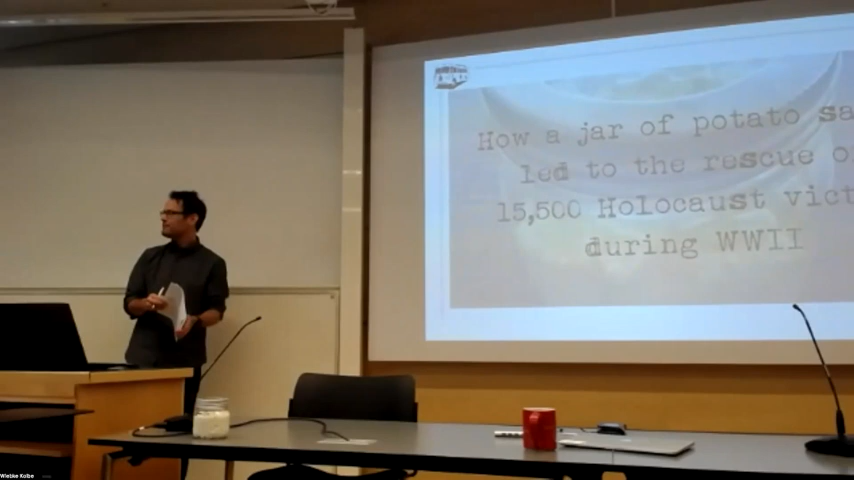 How a jar of potato sa
led to the rescue o
15,500 Holocaust vict
during WWII
Wiebke Kolbe